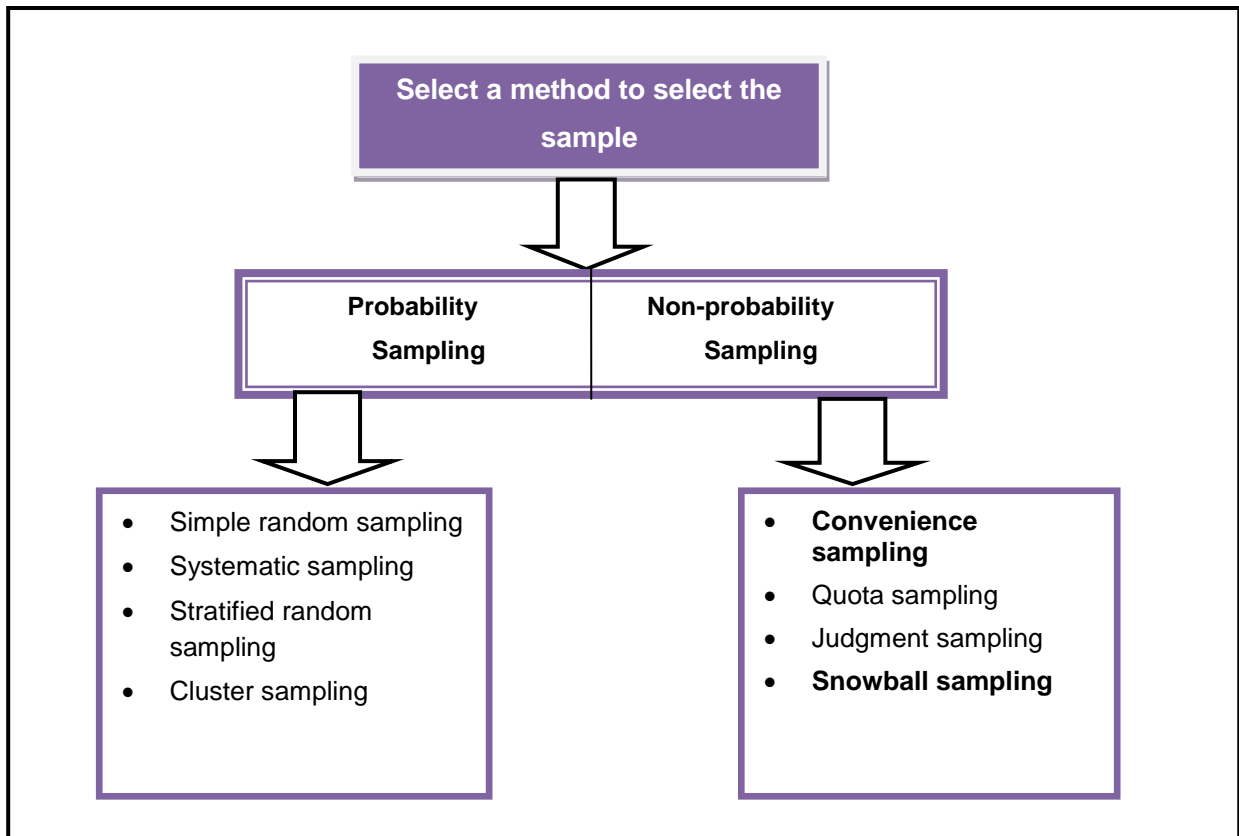 Select a method to select the
sample
Probability
Sampling
Non-probability
Sampling
• Simple random sampling
• Systematic sampling
• Stratified random
sampling
• Cluster sampling
• Convenience
sampling
• Quota sampling
• Judgment sampling
• Snowball sampling